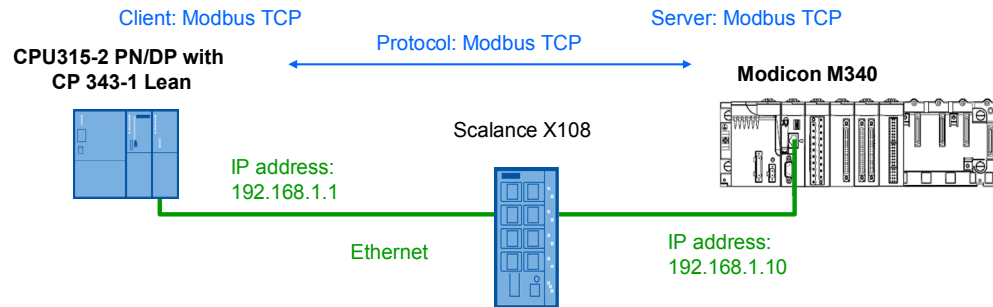 Client: Modbus TCP
Server: Modbus TCP
Protocol: Modbus TCP
CPU315-2 PN/DP with
CP 343-1 Lean
Modicon M340
Scalance X108
IP address:
192.168.1.1
Ethernet
IP address:
192.168.1.10